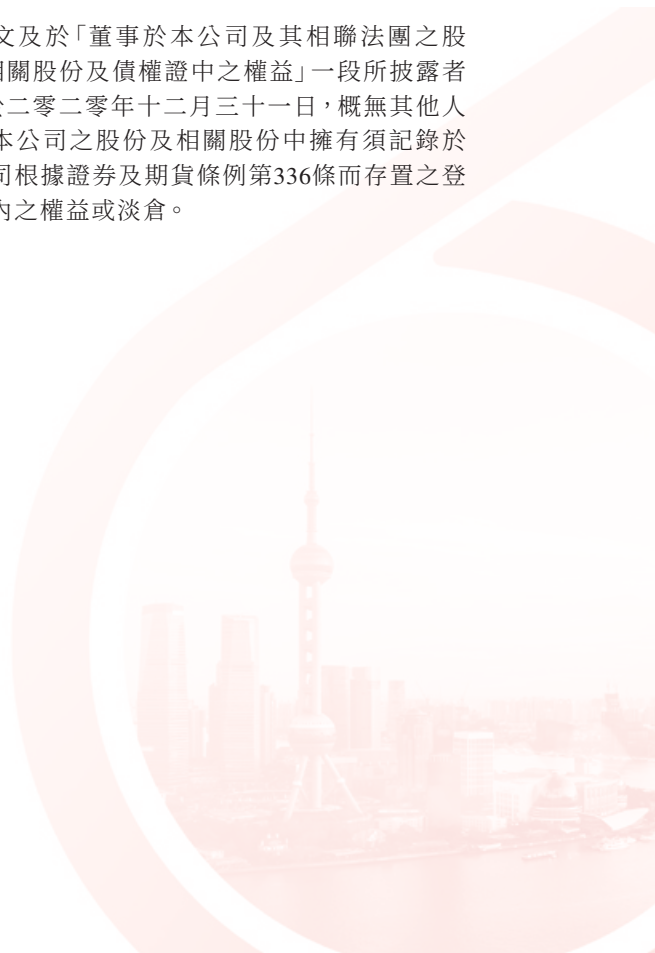 文及於「董事於本公司及其相聯法團之股
相關股份及債權證中之權益」一段所披露者
於二零二零年十二月三十一日，概無其他人
本公司之股份及相關股份中擁有須記錄於
司根據證券及期貨條例第336條而存置之登
內之權益或淡倉。